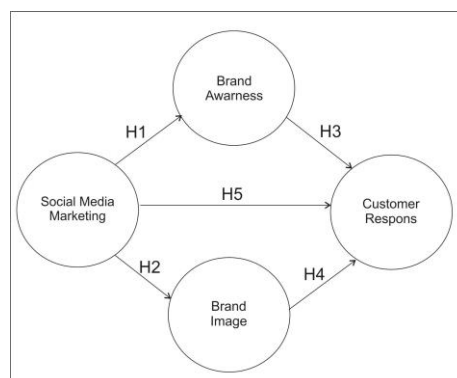 Brand
Awarness
H1
H3
Social Media
Marketing
H5
Customer
Respons
H2
H4
Brand
Image